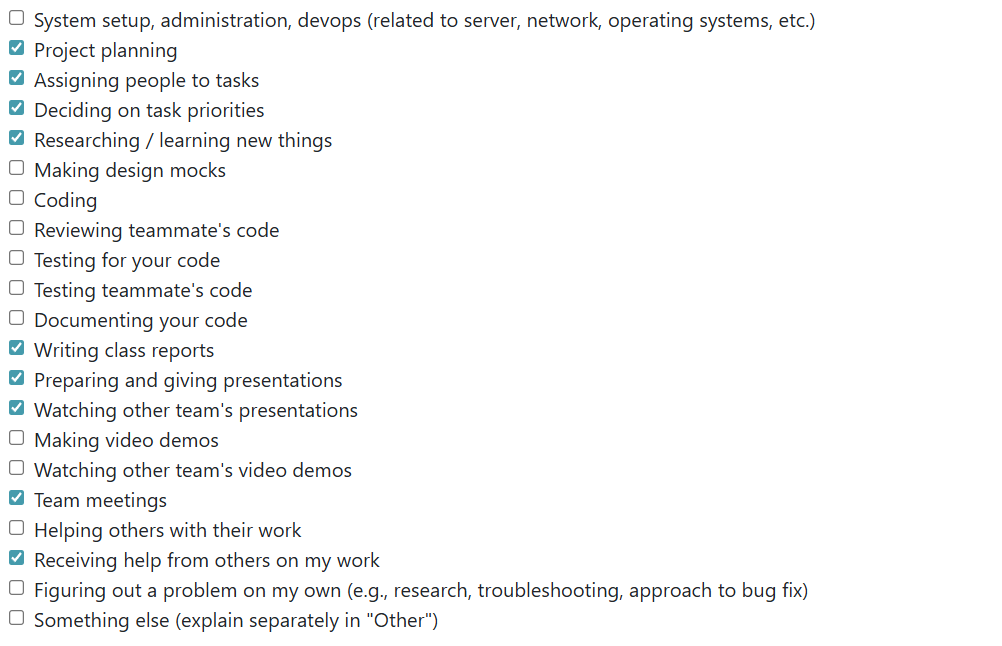 System setup, administration, devops (related to server, network, operating systems, etc.)
Project planning
Assigning people to tasks
Deciding on task priorities
Researching / learning new things
Making design mocks
Coding
Reviewing teammate's code
Testing for your code
Testing teammate's code
Documenting your code
Writing class reports
Preparing and giving presentations
Watching other team's presentations
Making video demos
Watching other team's video demos
Team meetings
Helping others with their work
Receiving help from others on my work
Figuring out a problem on my own (e.g., research, troubleshooting, approach to bug fix)
Something else (explain separately in "Other")